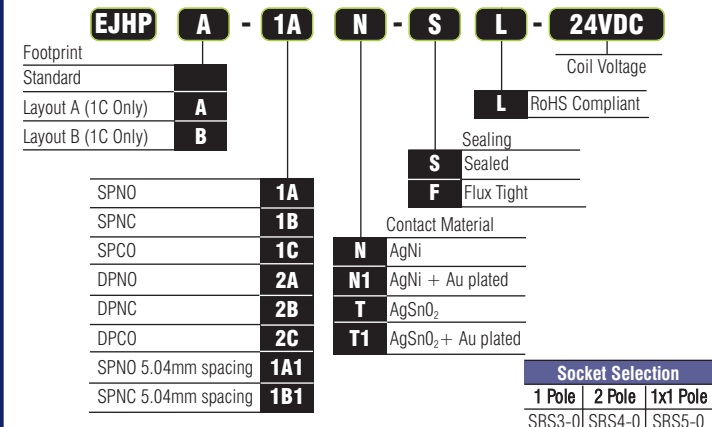 EJHP A - 1A N - S L - 24VDC
Footprint
Standard
Layout A (1C Only) A
Layout B (1C Only) B
Coil Voltage
L RoHS Compliant
Sealing
S Sealed
F Flux Tight
SPNO 1A
SPNC 1B
SPCO 1C
DPNO 2A
DPNC 2B
DPCO 2C
SPNO 5.04mm spacing 1A1
SPNC 5.04mm spacing 1B1
Contact Material
N AgNi
N1 AgNi + Au plated
T AgSn0₂
T1 AgSn0₂+ Au plated
Socket Selection
1 Pole 2 Pole 1x1 Pole
SRS3-0 SRS4-0 SRS5-0